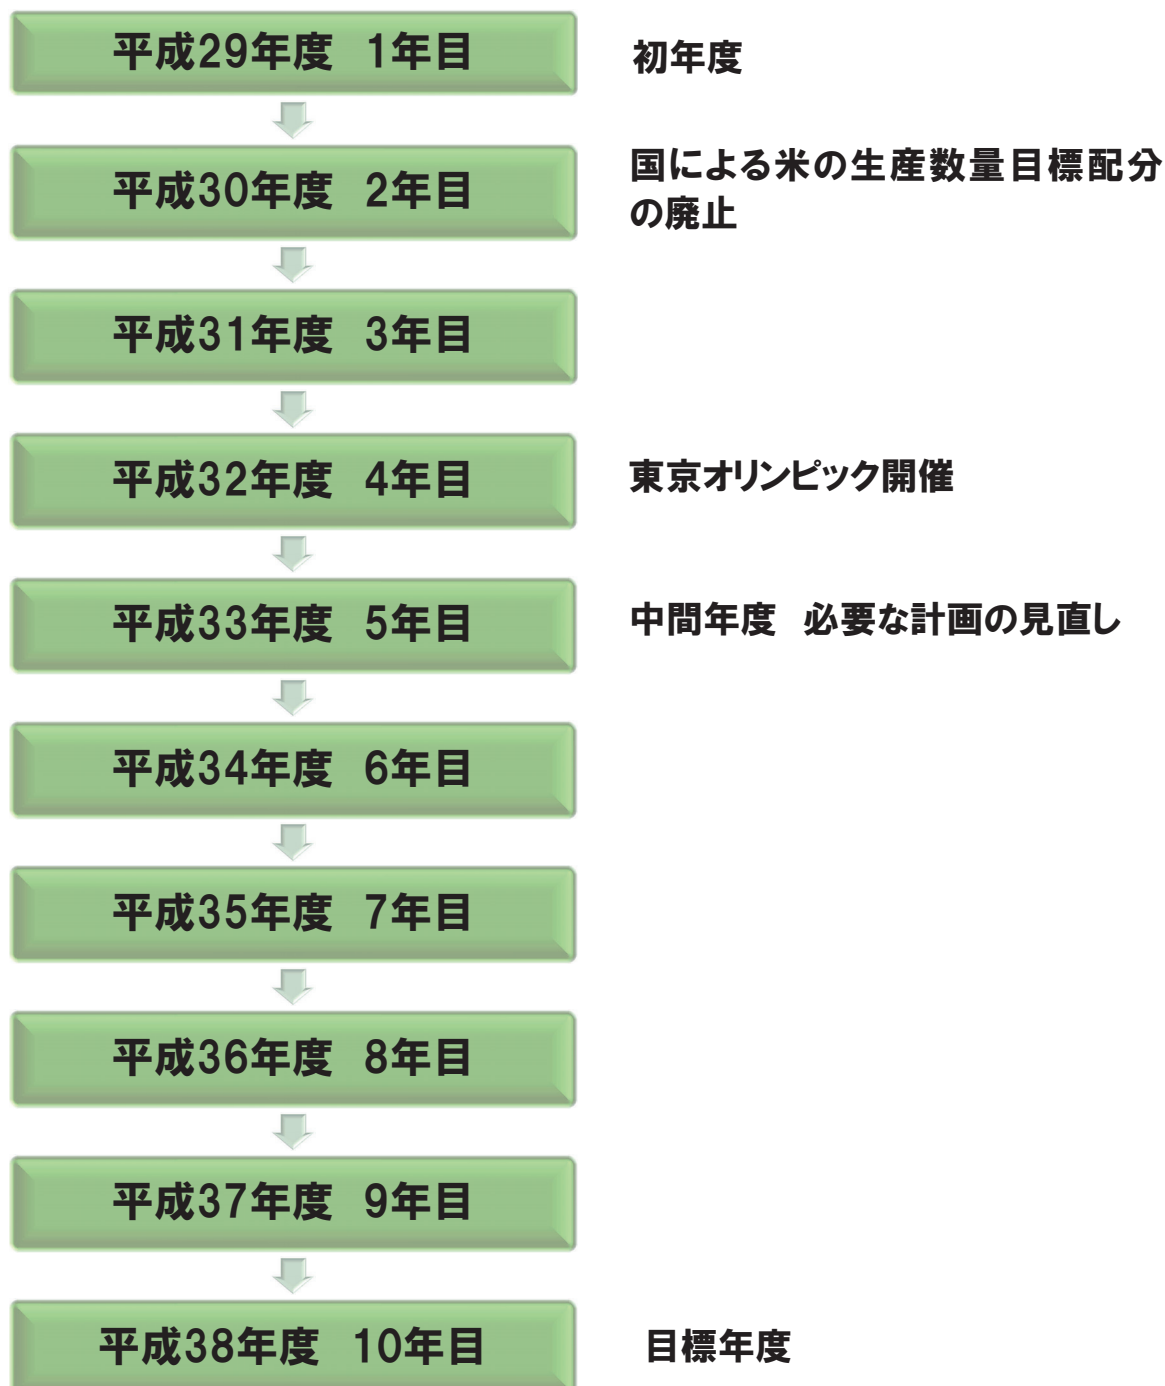 平成29年度　1年目
初年度
平成30年度　2年目
国による米の生産数量目標配分
の廃止
平成31年度　3年目
平成32年度　4年目
東京オリンピック開催
平成33年度　5年目
中間年度　必要な計画の見直し
平成34年度　6年目
平成35年度　7年目
平成36年度　8年目
平成37年度　9年目
平成38年度　10年目
目標年度